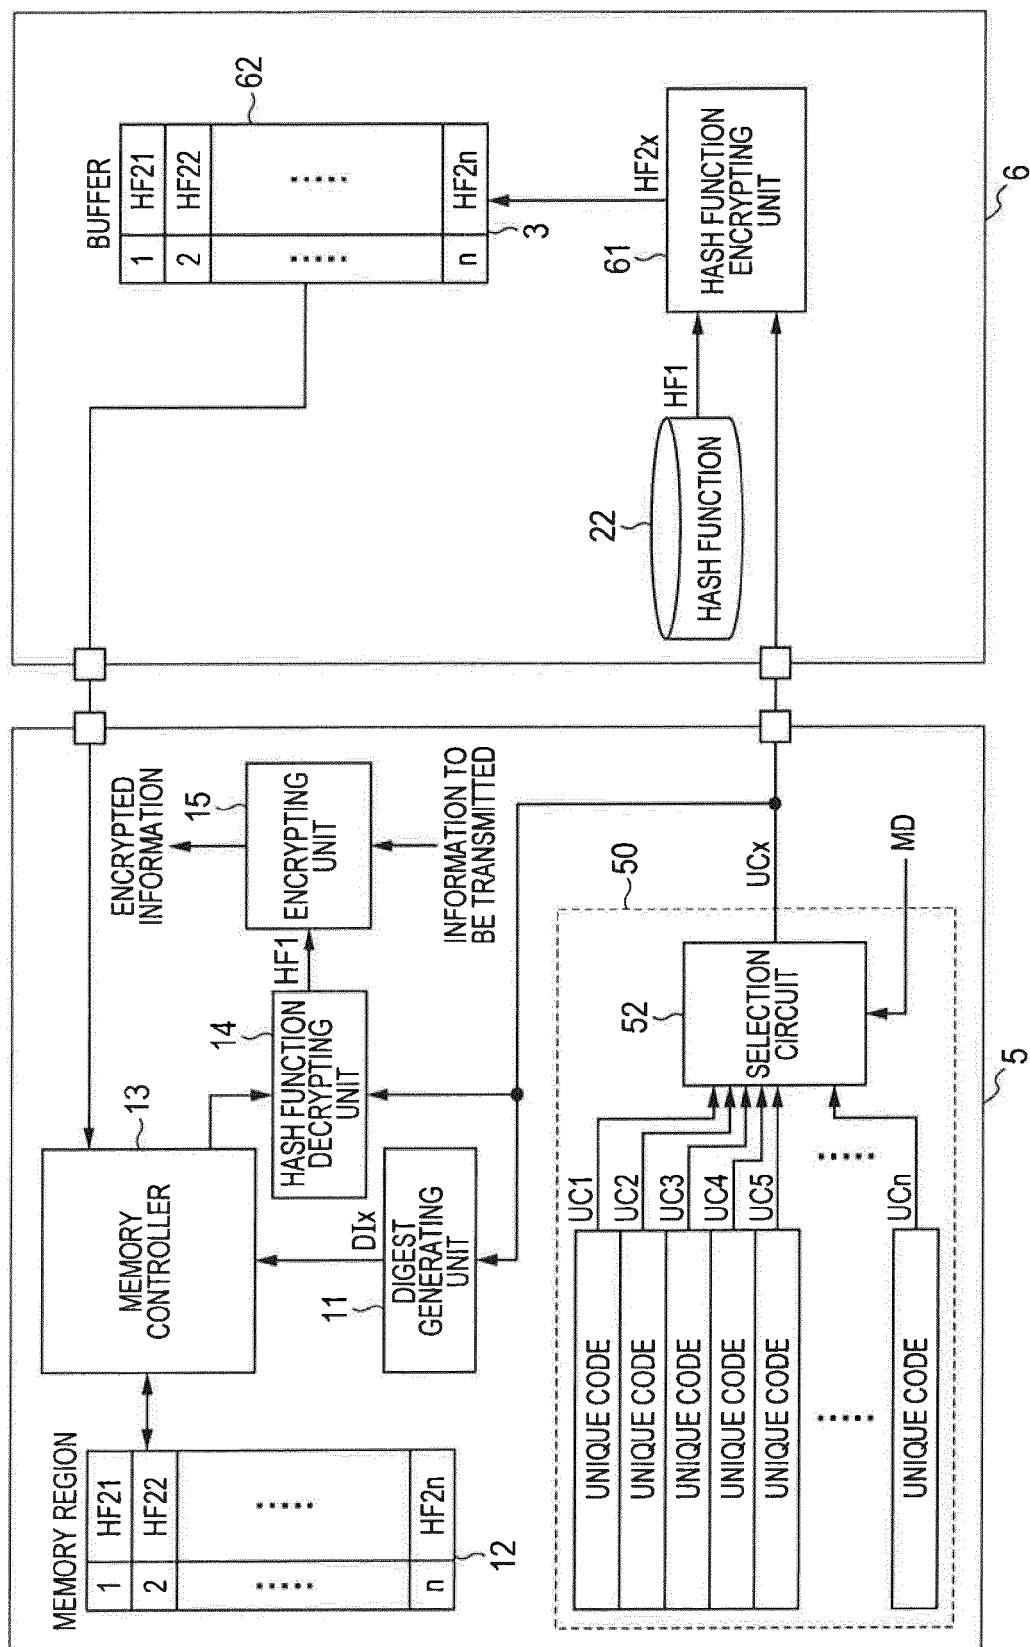 MEMORY REGION
1 HF21
2 HF22
..... .....
n HF2n
12
MEMORY
CONTROLLER
13
DIGEST
GENERATING
UNIT
11
DIx
HASH FUNCTION
DECRYPTING
UNIT
14
HF1
ENCRYPTING
UNIT
15
ENCRYPTED
INFORMATION
INFORMATION TO
BE TRANSMITTED
UNIQUE CODE
UNIQUE CODE
UNIQUE CODE
UNIQUE CODE
UNIQUE CODE
.....
UNIQUE CODE
UC1
UC2
UC3
UC4
UC5
.....
UCn
SELECTION
CIRCUIT
52
UCx
50
MD
5
BUFFER
1 HF21
2 HF22
..... .....
n HF2n
62
3
HASH FUNCTION
22
HF1
HASH FUNCTION
ENCRYPTING
UNIT
61
HF2x
6